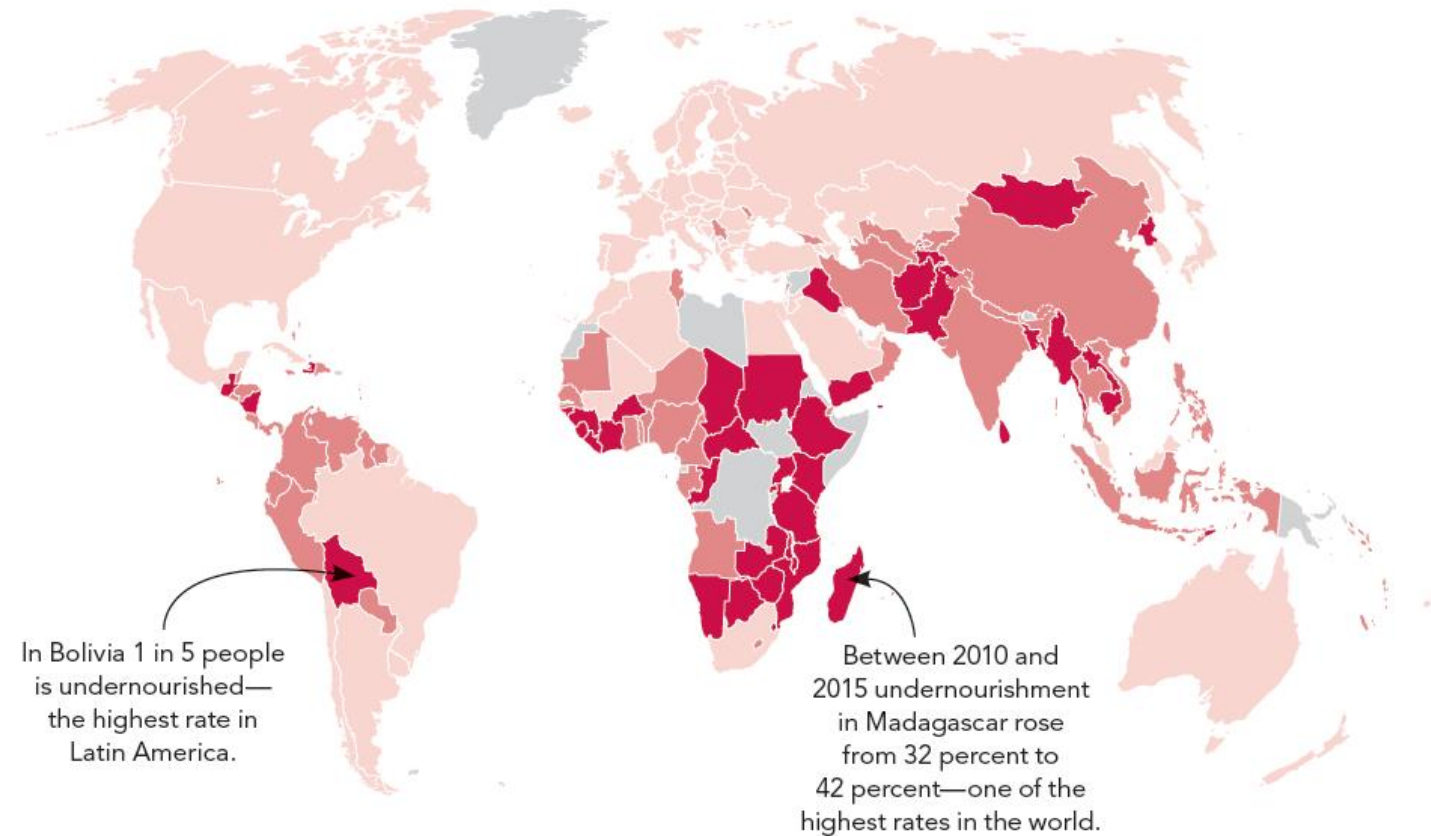 In Bolivia 1 in 5 people
is undernourished—
the highest rate in
Latin America.
Between 2010 and
2015 undernourishment
in Madagascar rose
from 32 percent to
42 percent—one of the
highest rates in the world.